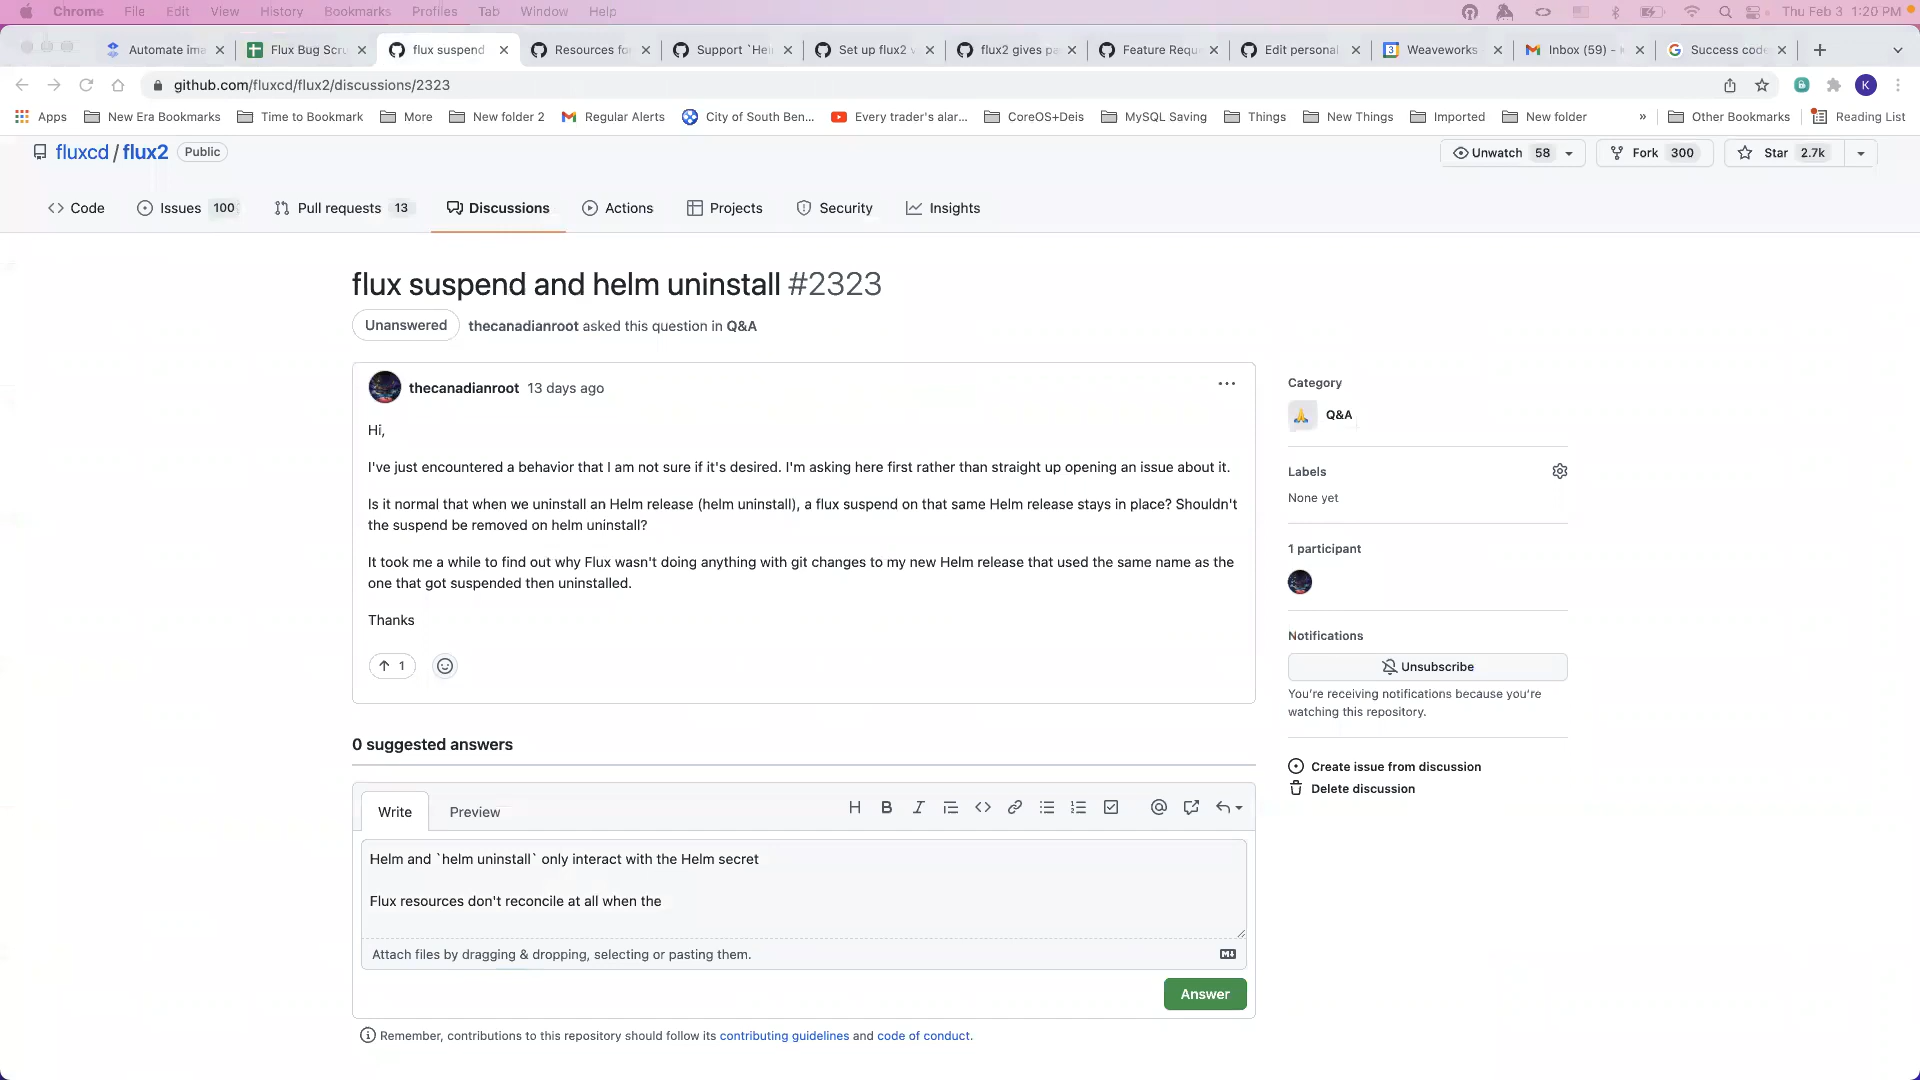 Chrome File Edit View History Bookmarks Profiles Tab Window Help Thu Feb 3 1:20 PM
Automate ima Flux Bug Scru flux suspend Resources fo Support `Hel Set up flux2 v flux2 gives pa Feature Requ Edit personal Weaveworks Inbox (59) - Success code
github.com/fluxcd/flux2/discussions/2323 K
Apps New Era Bookmarks Time to Bookmark More New folder 2 Regular Alerts City of South Ben... Every trader's alar... CoreOS+Deis MySQL Saving Things New Things Imported New folder » Other Bookmarks Reading List
fluxcd / flux2 Public Unwatch 58 Fork 300 Star 2.7k
Code Issues 100 Pull requests 13 Discussions Actions Projects Security Insights
flux suspend and helm uninstall #2323
Unanswered thecanadianroot asked this question in Q&A
thecanadianroot 13 days ago
Hi,
I've just encountered a behavior that I am not sure if it's desired. I'm asking here first rather than straight up opening an issue about it.
Is it normal that when we uninstall an Helm release (helm uninstall), a flux suspend on that same Helm release stays in place? Shouldn't
the suspend be removed on helm uninstall?
It took me a while to find out why Flux wasn't doing anything with git changes to my new Helm release that used the same name as the
one that got suspended then uninstalled.
Thanks
1
Category
Q&A
Labels
None yet
1 participant
Notifications
Unsubscribe
You're receiving notifications because you're
watching this repository.
Create issue from discussion
Delete discussion
0 suggested answers
Write Preview
Helm and `helm uninstall` only interact with the Helm secret
Flux resources don't reconcile at all when the
Attach files by dragging & dropping, selecting or pasting them.
Answer
Remember, contributions to this repository should follow its contributing guidelines and code of conduct.